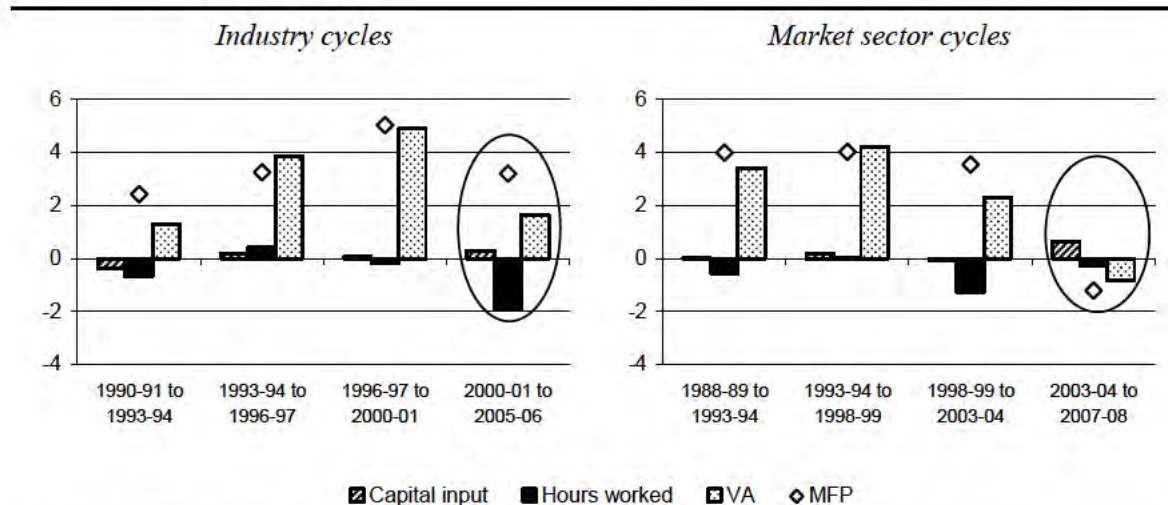 Industry cycles
6
4
2
0
-2
-4
1990-91 to
1993-94
1993-94 to
1996-97
1996-97 to
2000-01
2000-01 to
2005-06
Market sector cycles
6
4
2
0
-2
-4
1988-89 to
1993-94
1993-94 to
1998-99
1998-99 to
2003-04
2003-04 to
2007-08
Capital input Hours worked VA MFP